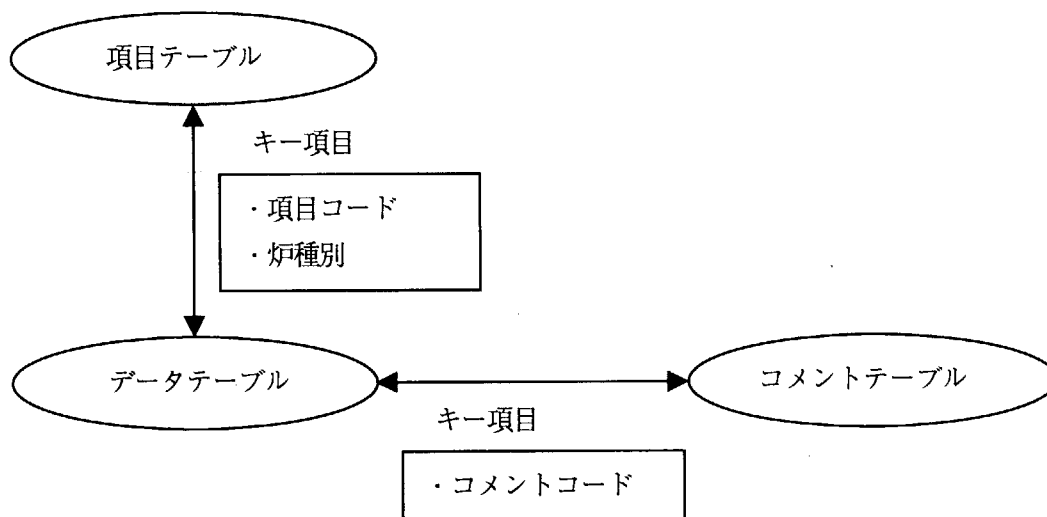 項目テーブル
キー項目
・項目コード
・炉種別
データテーブル
コメントテーブル
キー項目
・コメントコード